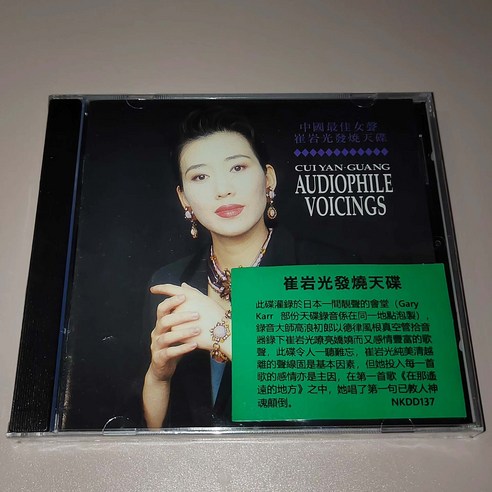 中國最佳女聲
崔岩光發燒天碟
CUI YAN·GUANG
AUDIOPHILE
VOICINGS
崔岩光發燒天碟
此碟灌錄於日本一間靚聲的會堂（Gary
Karr 部份天碟錄音係在同一地點泡製），
錄音大師高浪初郎以德律風根真空管拾音
器錄下崔岩光嘹亮嬌嬈而又感情豐富的歌
聲，此碟令人一聽難忘，崔岩光純美清越
離的聲線固是基本因素，但她投入每一首
歌的感情亦是主因，在第一首歌《在那遙
遠的地方》之中，她唱了第一句已教人神
魂顛倒。
NKDD137